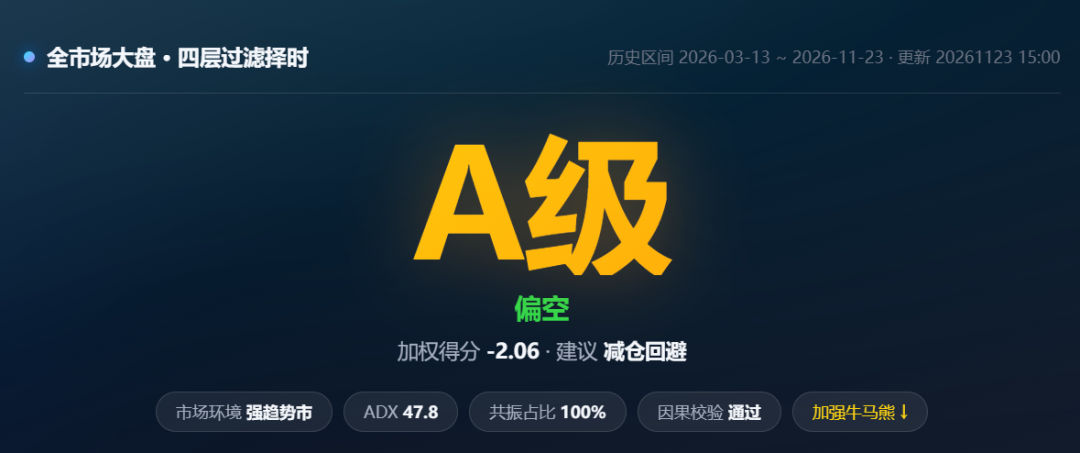 全市场大盘·四层过滤择时
历史区间 2026-03-13 ~ 2026-11-23 · 更新 20261123 15:00
A级
偏空
加权得分 -2.06 · 建议 减仓回避
市场环境 强趋势市 ADX 47.8 共振占比 100% 因果校验 通过 加强牛马熊↓